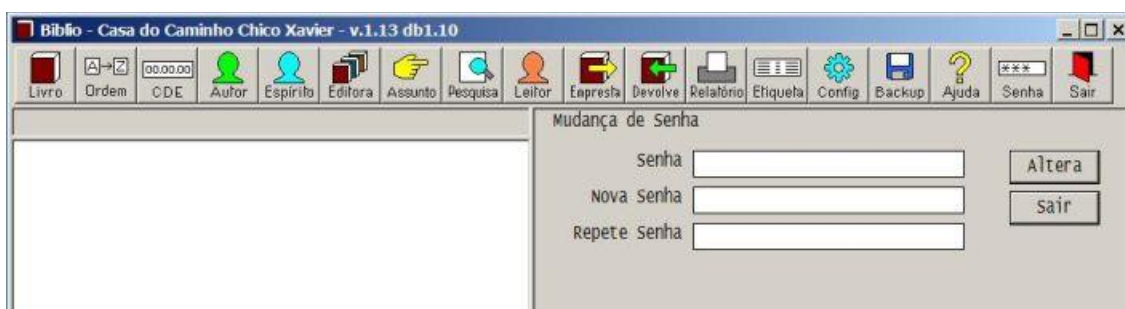 Biblio - Casa do Caminho Chico Xavier - v.1.13 db1.10
A Z 00.00.00 ***
Livro Ordem CDE Autor Espírito Editora Assunto Pesquisa Leitor Empresta Devolve Relatório Etiqueta Config Backup Ajuda Senha Sair
Mudança de Senha
Senha
Altera
Nova Senha
Sair
Repete Senha